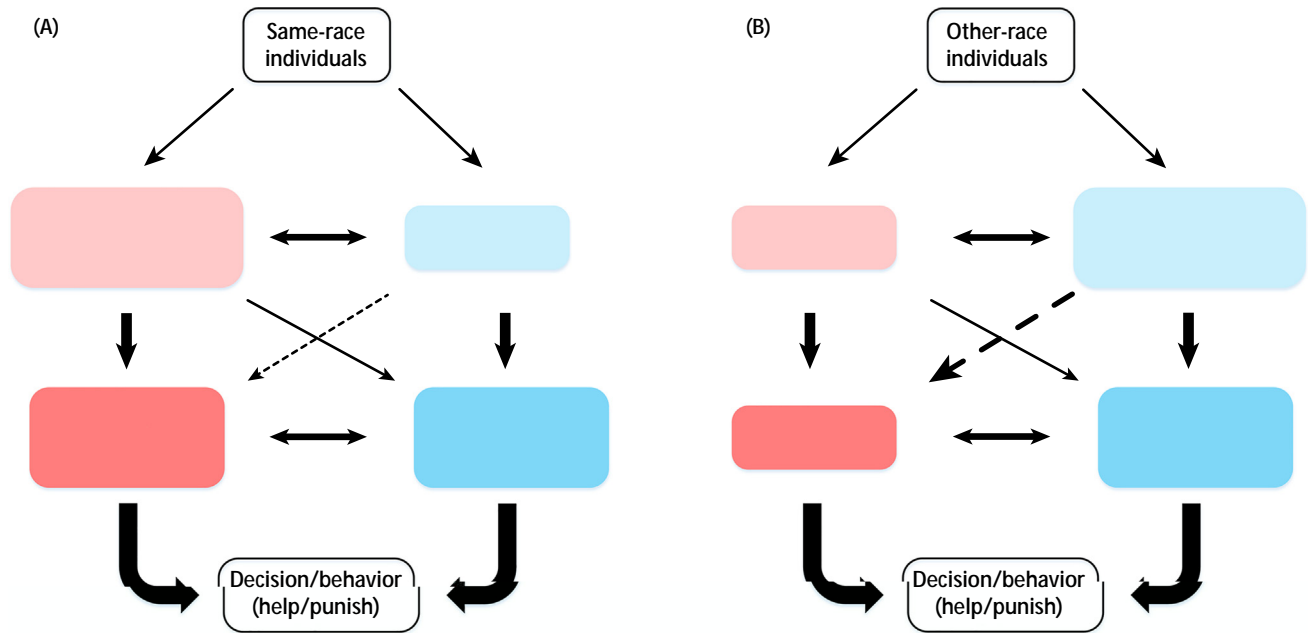 (A)
Same-race
individuals
Decision/behavior
(help/punish)
(B)
Other-race
individuals
Decision/behavior
(help/punish)